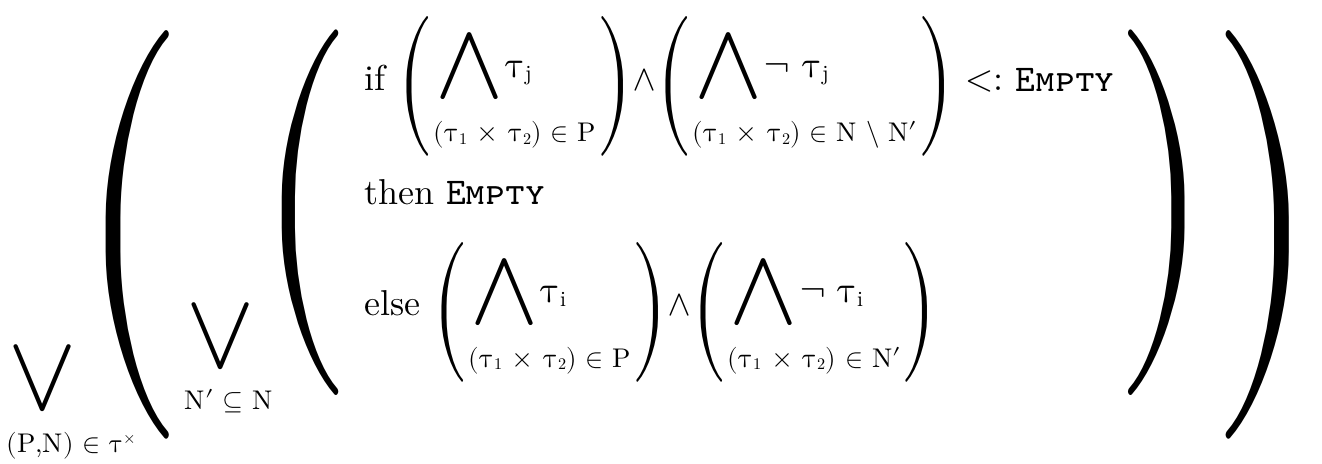 if (⋀ τj) ∧ (⋀ ¬ τj) <: EMPTY
(τ1 × τ2) ∈ P (τ1 × τ2) ∈ N \ N′
then EMPTY
else (⋀ τi) ∧ (⋀ ¬ τi)
⋁ ( ⋁ (
(τ1 × τ2) ∈ P (τ1 × τ2) ∈ N′
N′ ⊆ N
(P,N) ∈ τ×